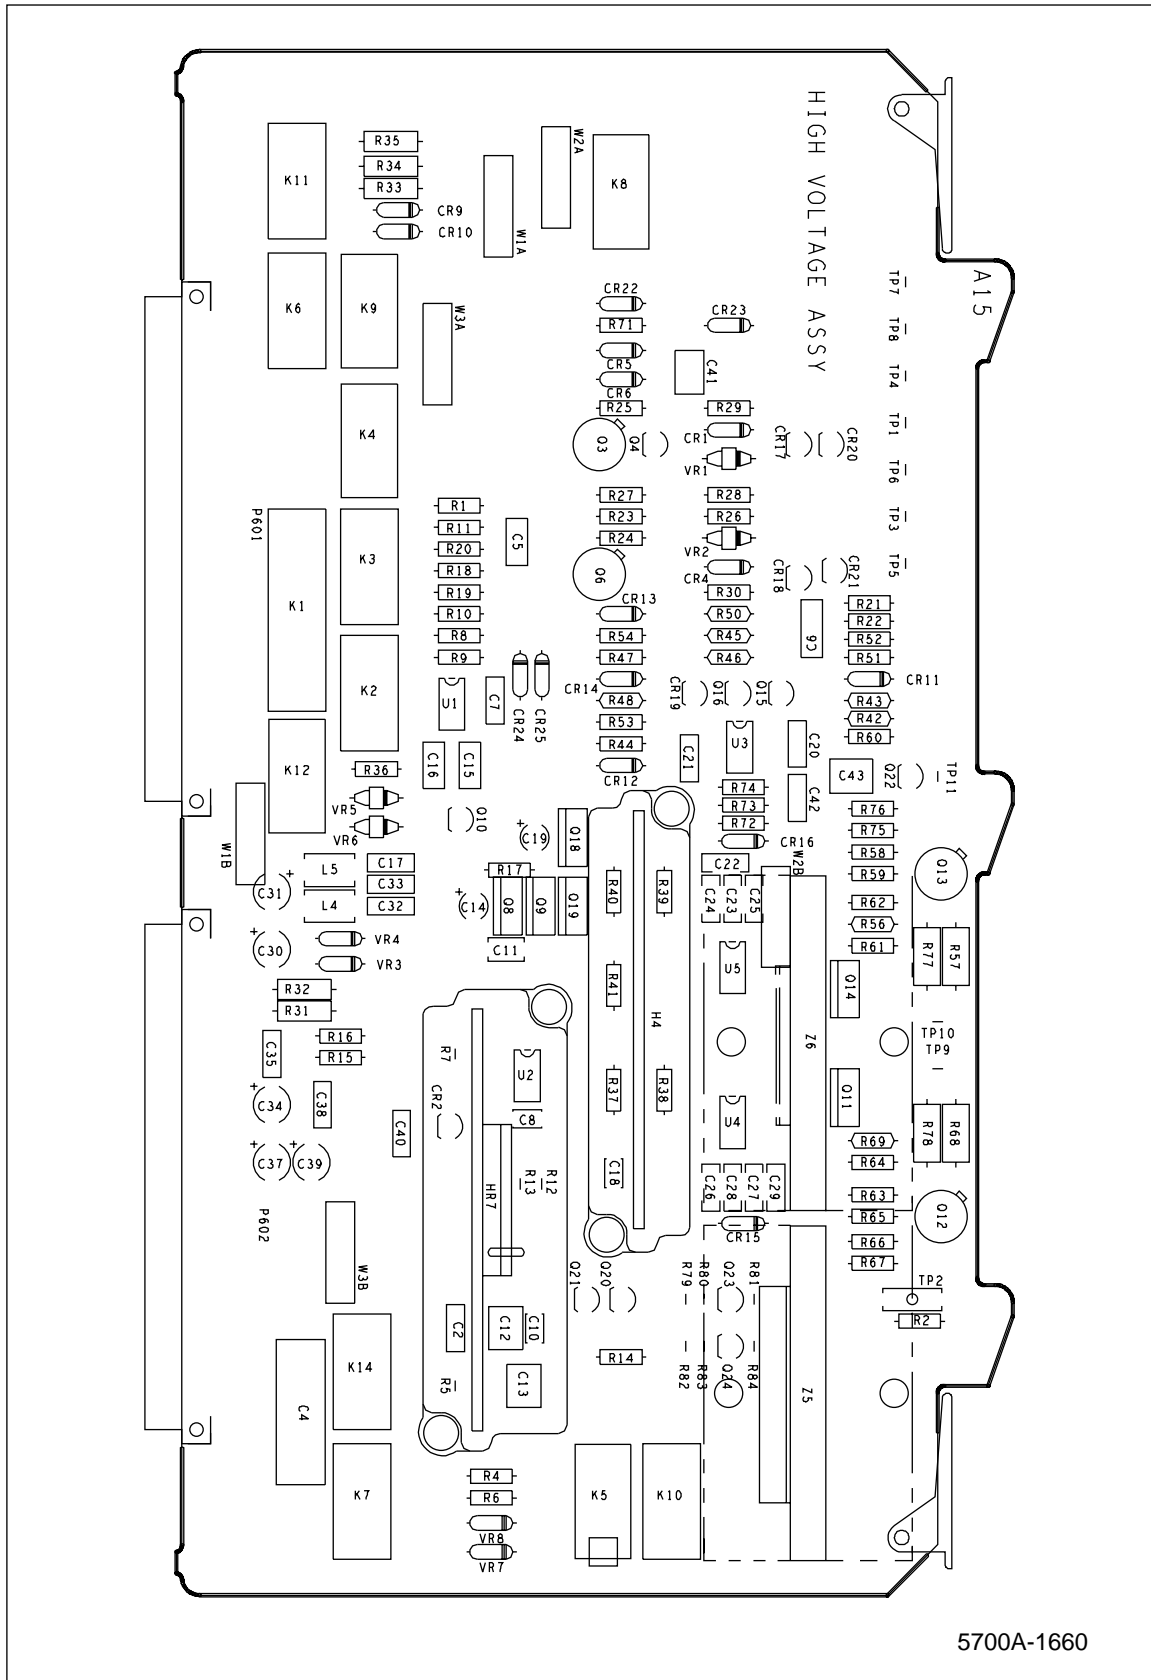 HIGH VOLTAGE ASSY
A15
W2A
R35
K11
R34
K8
R33
CR9
CR10
W1A
TP7
CR22
K6
K9
W3A
R71
CR23
TP8
CR5
C41
TP4
CR6
R25
R29
K4
Q3
Q4
CR1
CR17
CR20
TP1
VR1
TP6
R27
R28
P601
R1
R23
R26
TP3
R11
C5
R24
VR2
K3
R20
TP5
R18
Q6
CR4
CR18
CR21
K1
R19
CR13
R30
R21
R10
R50
R22
R8
R54
R45
C6
R52
R9
R47
R46
R51
K2
CR14
CR11
U1
C7
CR24
CR25
R48
CR19
Q16
Q15
R43
R53
R42
R44
C21
U3
C20
R60
K12
R36
C16
C15
CR12
C43
Q22
TP11
VR5
R74
C42
R73
R76
VR6
Q10
C19
Q18
R72
R75
W1B
CR16
R58
L5
C17
R17
C22
W2B
R59
Q13
C31
C33
R40
R39
L4
C32
C14
Q8
Q9
Q19
C24
C23
C25
R62
R56
C30
VR4
C11
R61
R77
R57
VR3
U5
R32
R41
Q14
R31
H4
R16
Z6
TP10
C35
R15
R7
TP9
U2
C34
C38
CR2
R37
R38
Q11
C40
C8
U4
R78
R68
R69
C37
C39
R13
R12
C18
R64
HR7
C26
C28
C27
C29
R63
P602
R65
Q12
CR15
R66
W3B
Q21
Q20
R79
R80
Q23
R81
R67
TP2
C2
C12
C10
R2
K14
R14
R82
R83
Q24
R84
R5
C13
Z5
C4
R4
K7
R6
K5
K10
VR8
VR7
5700A-1660